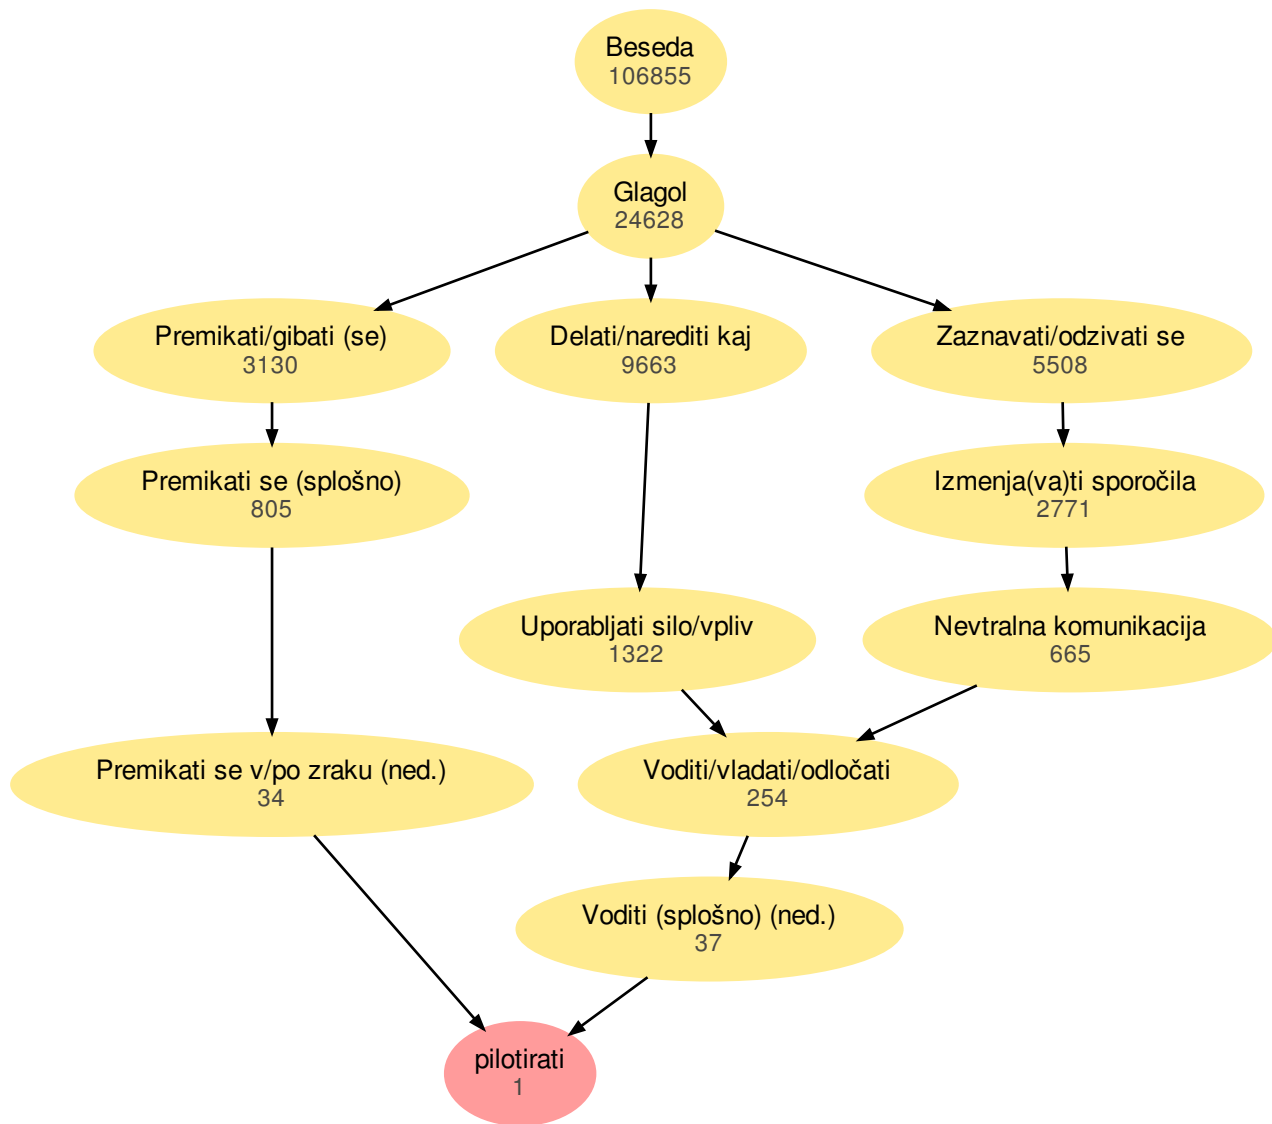 Beseda
106855
Glagol
24628
Premikati/gibati (se)
3130
Delati/narediti kaj
9663
Zaznavati/odzivati se
5508
Premikati se (splošno)
805
Izmenja(va)ti sporočila
2771
Uporabljati silo/vpliv
1322
Nevtralna komunikacija
665
Premikati se v/po zraku (ned.)
34
Voditi/vladati/odločati
254
Voditi (splošno) (ned.)
37
pilotirati
1